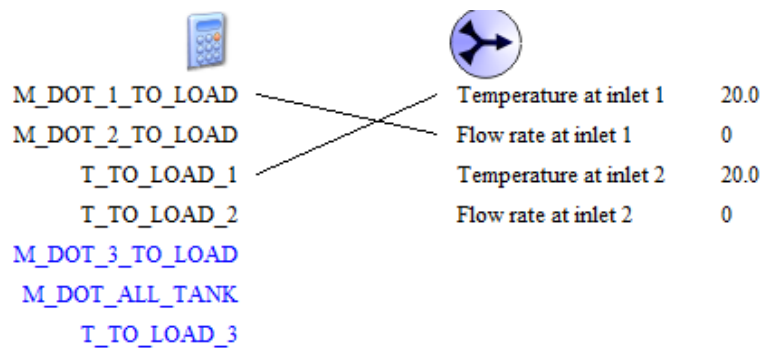 M_DOT_1_TO_LOAD Temperature at inlet 1 20.0
M_DOT_2_TO_LOAD Flow rate at inlet 1 0
T_TO_LOAD_1 Temperature at inlet 2 20.0
T_TO_LOAD_2 Flow rate at inlet 2 0
M_DOT_3_TO_LOAD
M_DOT_ALL_TANK
T_TO_LOAD_3